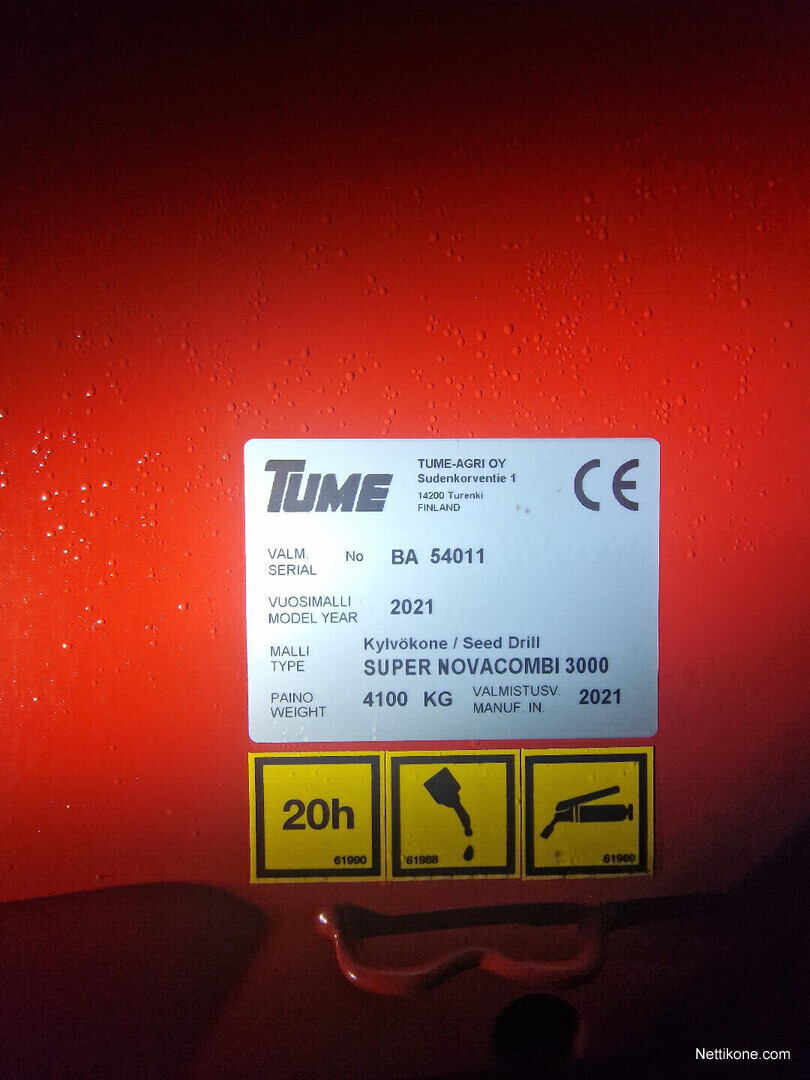 TUME
TUME-AGRI OY
Sudenkorventie 1
14200 Turenki
FINLAND
CE
VALM. No BA 54011
SERIAL
VUOSIMALLI 2021
MODEL YEAR
MALLI Kylvökone / Seed Drill
TYPE SUPER NOVACOMBI 3000
PAINO 4100 KG VALMISTUSV. 2021
WEIGHT MANUF. IN.
20h
61990
61988
61989
Nettikone.com